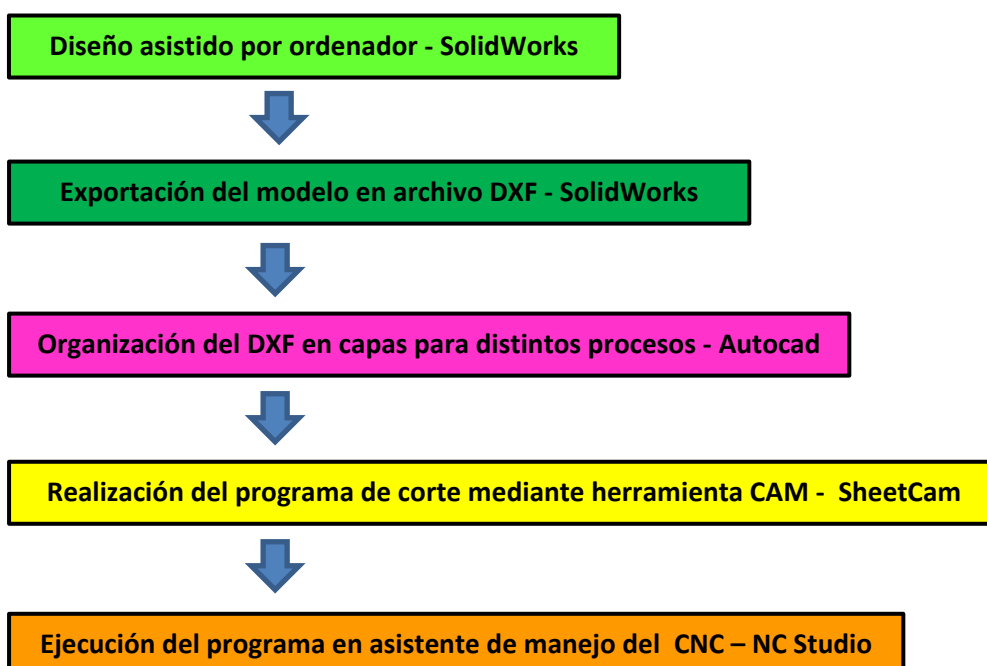 Diseño asistido por ordenador - SolidWorks
Exportación del modelo en archivo DXF - SolidWorks
Organización del DXF en capas para distintos procesos - Autocad
Realización del programa de corte mediante herramienta CAM - SheetCam
Ejecución del programa en asistente de manejo del CNC – NC Studio